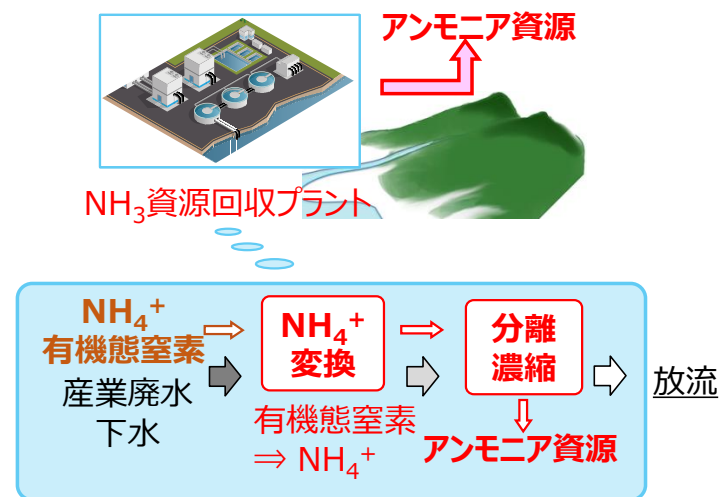 アンモニア資源
NH₃資源回収プラント
NH₄⁺
有機態窒素
産業廃水
下水
NH₄⁺
変換
有機態窒素
⇒ NH₄⁺
分離
濃縮
アンモニア資源
放流